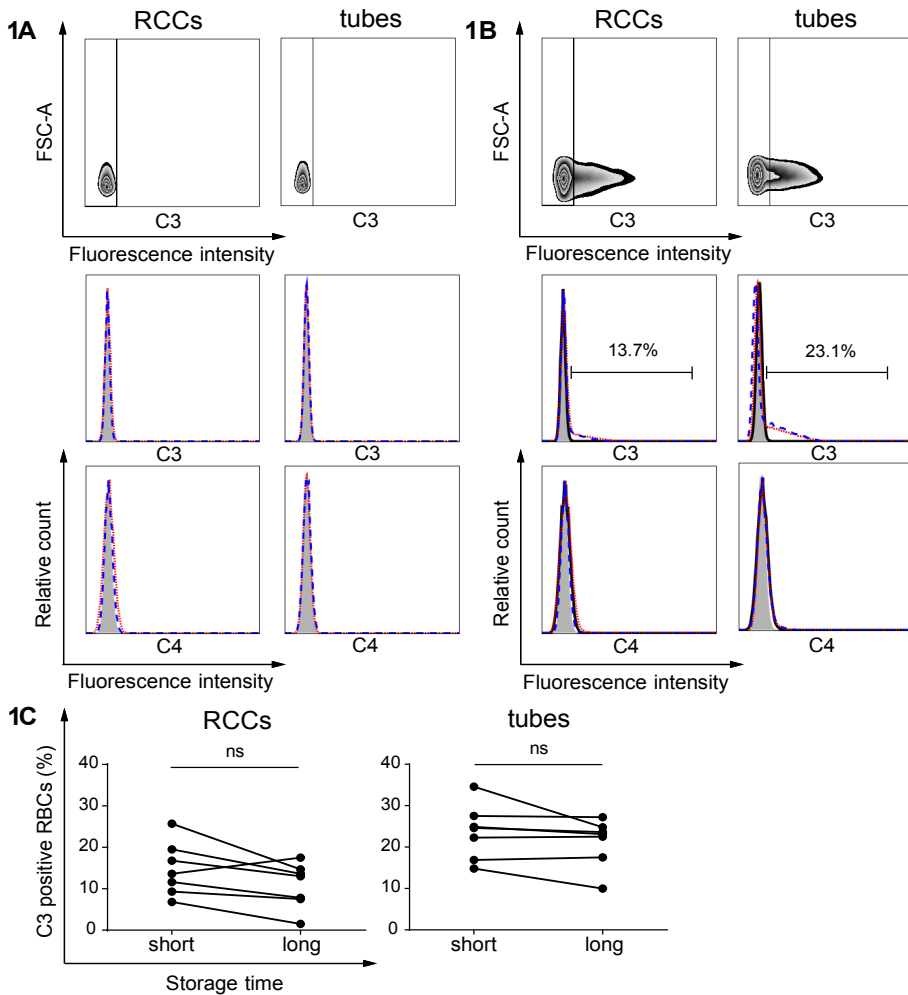 1A
RCCs
tubes
FSC-A
C3
C3
Fluorescence intensity
C3
C3
Relative count
C4
C4
Fluorescence intensity
1B
RCCs
tubes
FSC-A
C3
C3
Fluorescence intensity
13.7%
23.1%
C3
C3
Relative count
C4
C4
Fluorescence intensity
1C
RCCs
tubes
C3 positive RBCs (%)
ns
40
30
20
10
0
short
long
ns
40
30
20
10
0
short
long
Storage time